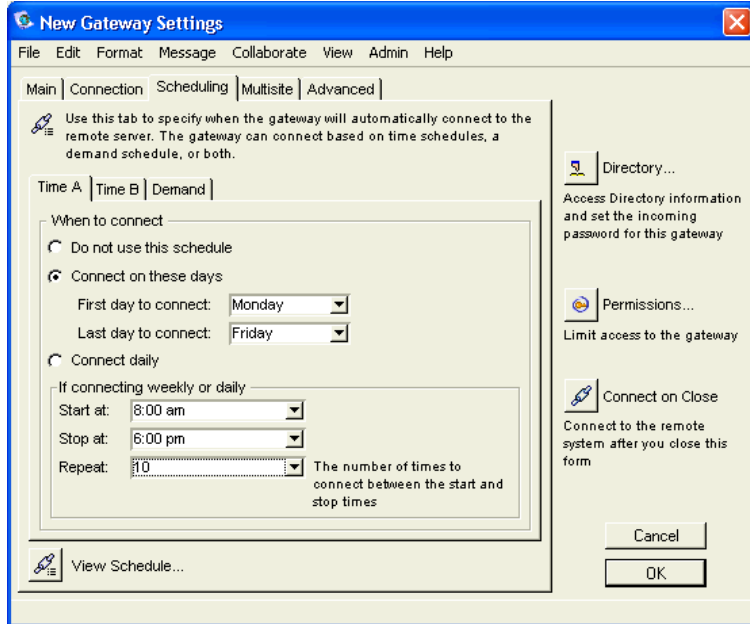 New Gateway Settings
File Edit Format Message Collaborate View Admin Help
Main Connection Scheduling Multisite Advanced
Use this tab to specify when the gateway will automatically connect to the
remote server. The gateway can connect based on time schedules, a
demand schedule, or both.
Time A Time B Demand
When to connect
Do not use this schedule
Connect on these days
First day to connect: Monday
Last day to connect: Friday
Connect daily
If connecting weekly or daily
Start at: 8:00 am
Stop at: 6:00 pm
Repeat: 10
The number of times to
connect between the start and
stop times
View Schedule...
Directory...
Access Directory information
and set the incoming
password for this gateway
Permissions...
Limit access to the gateway
Connect on Close
Connect to the remote
system after you close this
form
Cancel
OK